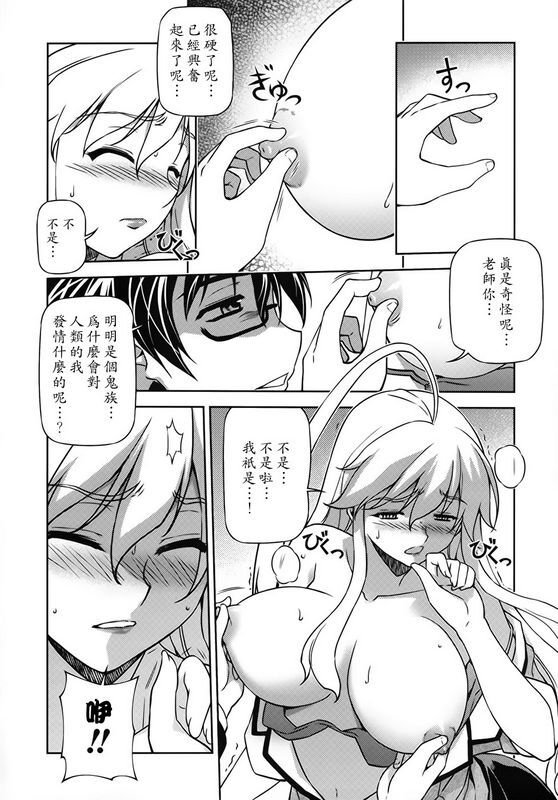 すっ
ぎゅっ
很硬了呢…
已經興奮
起來了呢…
びくっ
不…
不是…
真是奇怪呢…
老師你…
明明是個鬼族…
爲什麼會對
人類的我
發情什麼的呢…?
不是…
不是啦…
我衹是…!
びくっ
びくっ
咿!!